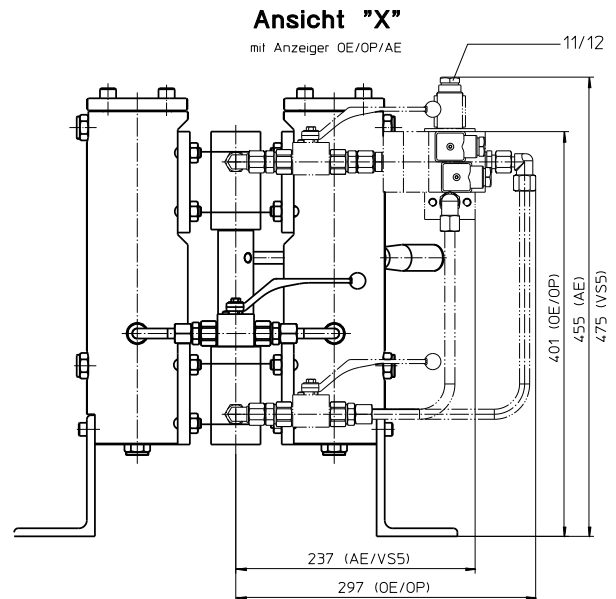 Ansicht "X"
mit Anzeiger OE/OP/AE
11/12
401 (OE/OP)
455 (AE)
475 (VS5)
237 (AE/VS5)
297 (OE/OP)